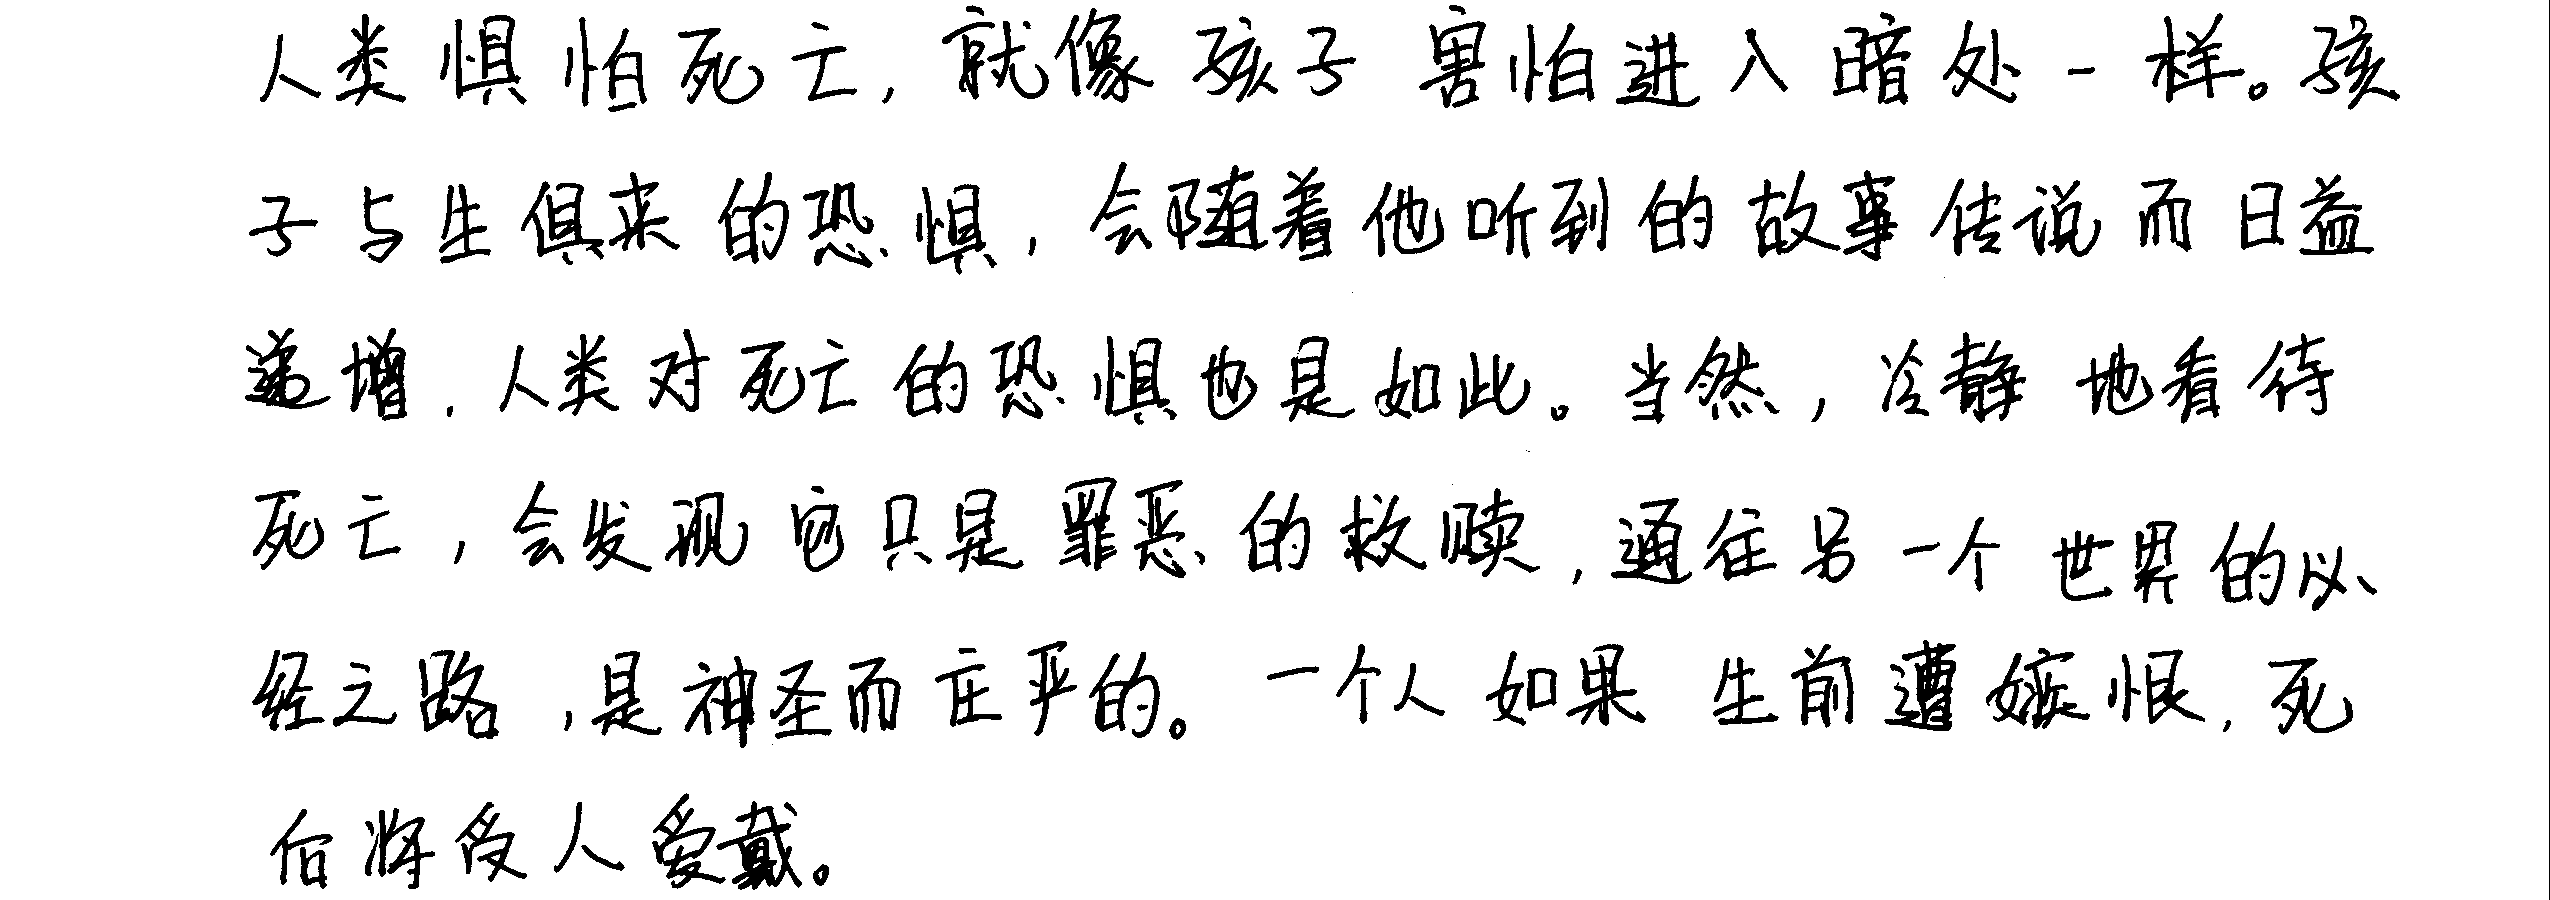 人类惧怕死亡，就像孩子害怕进入暗处一样。孩
子与生俱来的恐惧，会随着他听到的故事传说而日益
递增，人类对死亡的恐惧也是如此。当然，冷静地看待
死亡，会发现它只是罪恶的救赎，通往另一个世界的必
经之路，是神圣而庄严的。一个人如果生前遭嫉恨，死
后将受人爱戴。